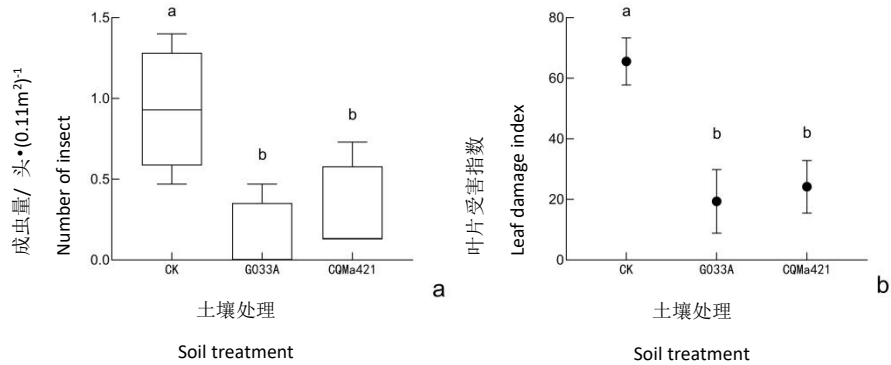 成虫量/ 头•(0.11m²)⁻¹
Number of insect
1.5
1.0
0.5
0.0
a
b
b
CK
G033A
CQMa421
土壤处理
Soil treatment
a
叶片受害指数
Leaf damage index
80
60
40
20
0
a
b
b
CK
G033A
CQMa421
土壤处理
Soil treatment
b